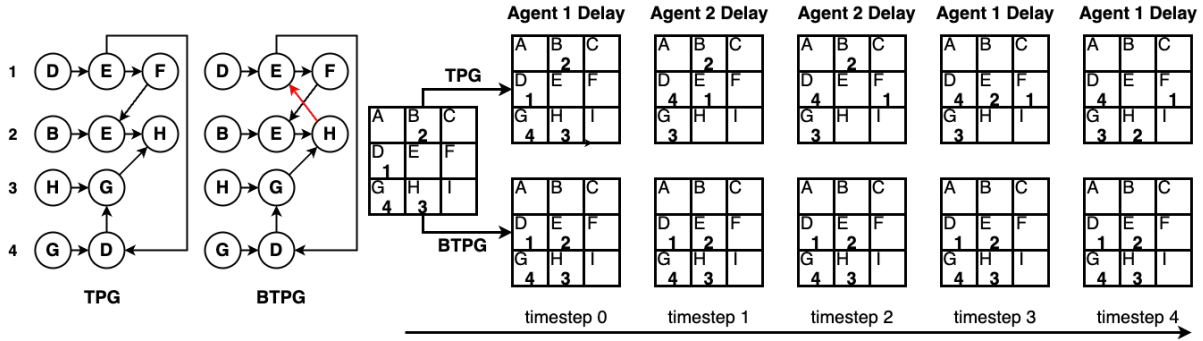 Agent 1 Delay Agent 2 Delay Agent 2 Delay Agent 1 Delay Agent 1 Delay
1 D E F
2 B E H
3 H G
4 G D
TPG
D E F
B E H
H G
G D
BTPG
A B C
2
D E F
1
G H I
4 3
TPG
BTPG
A B C
2
D E F
1
G H I
4 3
A B C
2
D E F
4 1
G H I
3
A B C
2
D E F
4 1
G H I
3
A B C
D E F
4 2 1
G H I
3
A B C
D E F
4 1
G H I
3 2
A B C
D E F
1 2
G H I
4 3
A B C
D E F
1 2
G H I
4 3
A B C
D E F
1 2
G H I
4 3
A B C
D E F
1 2
G H I
4 3
A B C
D E F
1 2
G H I
4 3
timestep 0 timestep 1 timestep 2 timestep 3 timestep 4